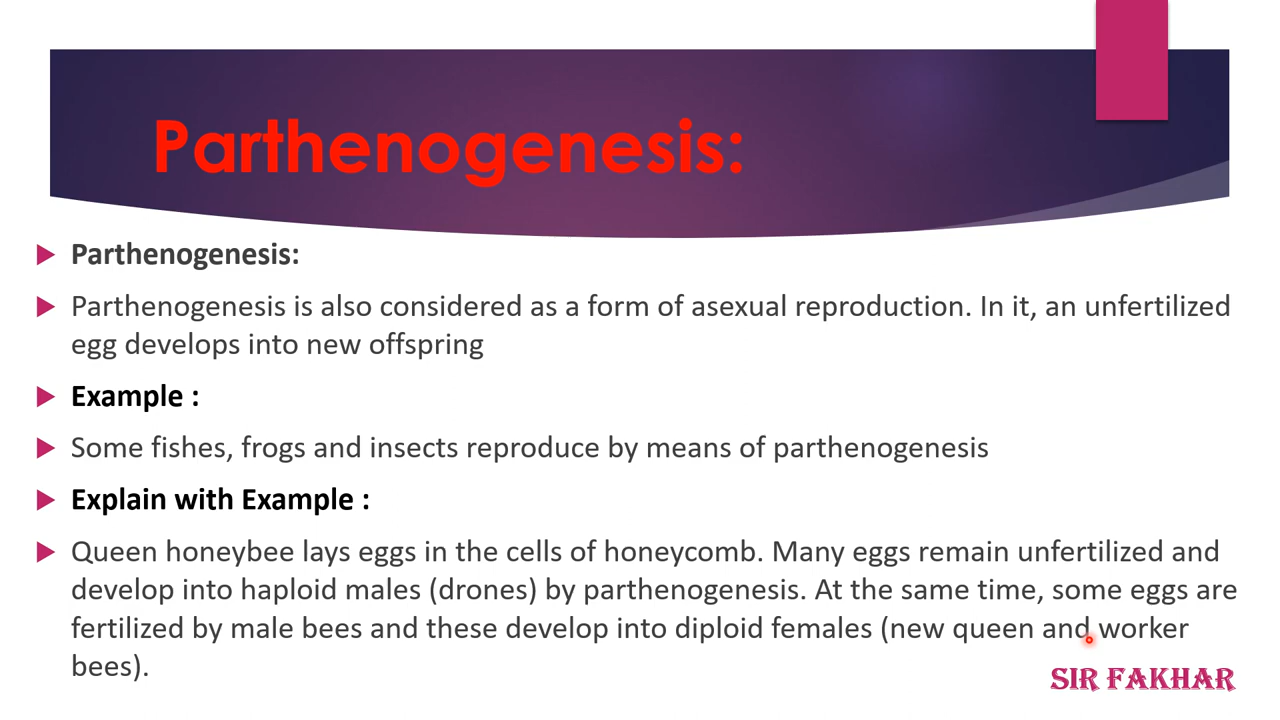 Parthenogenesis:
Parthenogenesis:
Parthenogenesis is also considered as a form of asexual reproduction. In it, an unfertilized
egg develops into new offspring
Example :
Some fishes, frogs and insects reproduce by means of parthenogenesis
Explain with Example :
Queen honeybee lays eggs in the cells of honeycomb. Many eggs remain unfertilized and
develop into haploid males (drones) by parthenogenesis. At the same time, some eggs are
fertilized by male bees and these develop into diploid females (new queen and worker
bees).
SIR FAKHAR